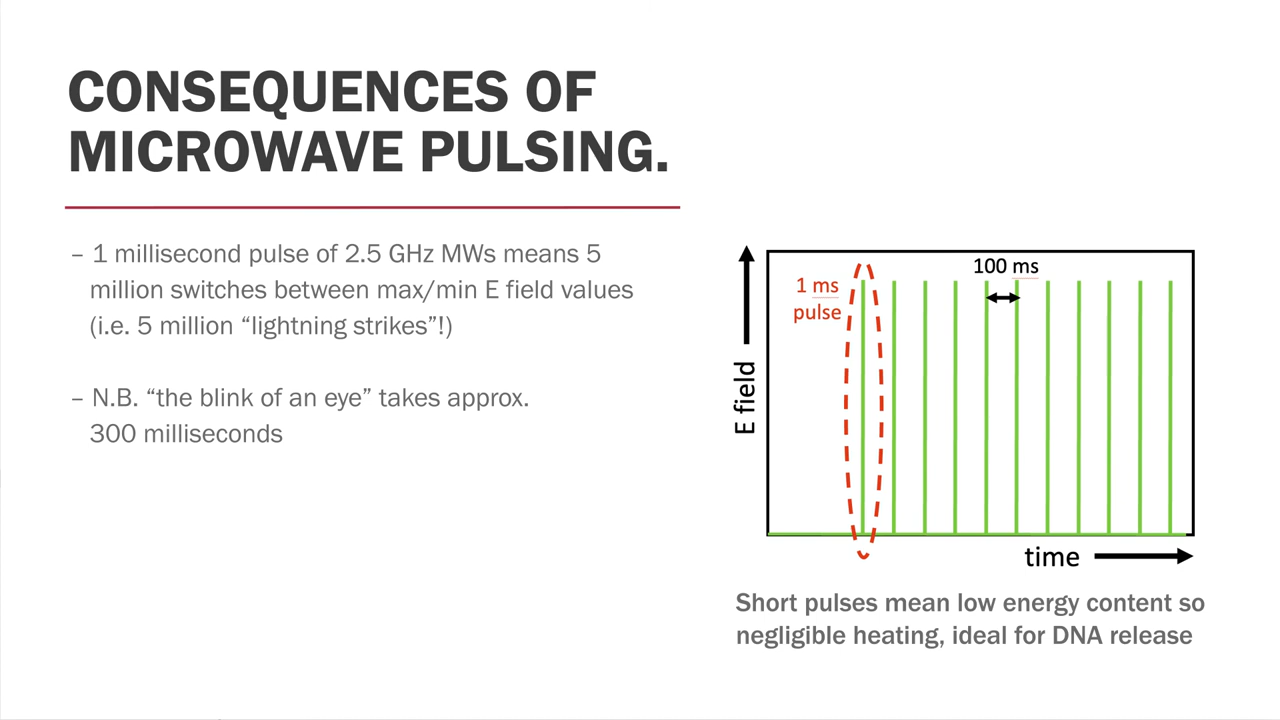 CONSEQUENCES OF
MICROWAVE PULSING.
– 1 millisecond pulse of 2.5 GHz MWs means 5
million switches between max/min E field values
(i.e. 5 million “lightning strikes”!)
– N.B. “the blink of an eye” takes approx.
300 milliseconds
1 ms
pulse
100 ms
E field
time
Short pulses mean low energy content so
negligible heating, ideal for DNA release